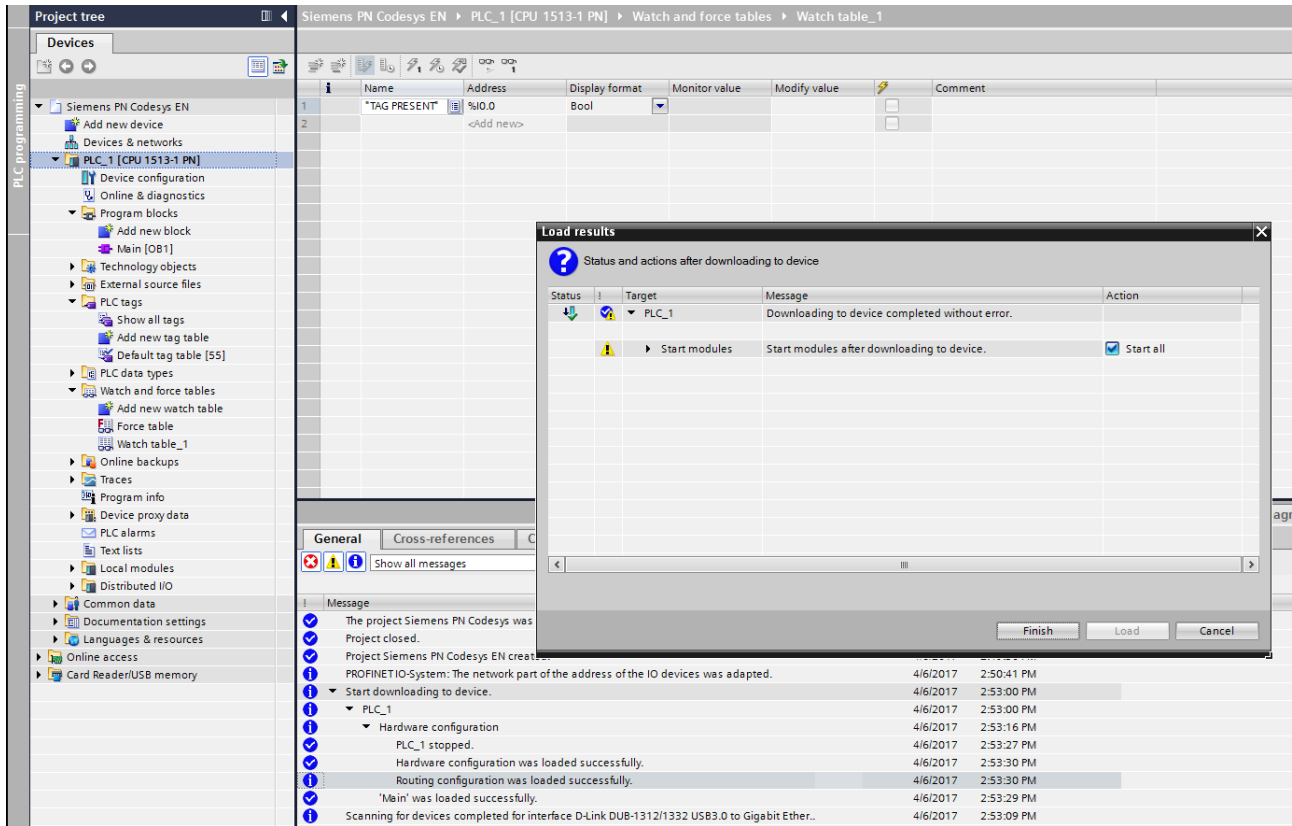 Project tree
Siemens PN Codesys EN ▸ PLC_1 [CPU 1513-1 PN] ▸ Watch and force tables ▸ Watch table_1
Devices
PLC programming
i Name Address Display format Monitor value Modify value Comment
1 "TAG PRESENT" %I0.0 Bool
2 <Add new>
Siemens PN Codesys EN
Add new device
Devices & networks
PLC_1 [CPU 1513-1 PN]
Device configuration
Online & diagnostics
Program blocks
Add new block
Main [OB1]
Technology objects
External source files
PLC tags
Show all tags
Add new tag table
Default tag table [55]
PLC data types
Watch and force tables
Add new watch table
Force table
Watch table_1
Online backups
Traces
Program info
Device proxy data
PLC alarms
Text lists
Local modules
Distributed I/O
Common data
Documentation settings
Languages & resources
Online access
Card Reader/USB memory
Load results
Status and actions after downloading to device
Status ! Target Message Action
PLC_1 Downloading to device completed without error.
Start modules Start modules after downloading to device. Start all
Finish Load Cancel
General Cross-references
Show all messages
! Message
The project Siemens PN Codesys was
Project closed.
Project Siemens PN Codesys EN created.
PROFINET IO-System: The network part of the address of the IO devices was adapted. 4/6/2017 2:50:41 PM
Start downloading to device. 4/6/2017 2:53:00 PM
PLC_1 4/6/2017 2:53:00 PM
Hardware configuration 4/6/2017 2:53:16 PM
PLC_1 stopped. 4/6/2017 2:53:27 PM
Hardware configuration was loaded successfully. 4/6/2017 2:53:30 PM
Routing configuration was loaded successfully. 4/6/2017 2:53:30 PM
'Main' was loaded successfully. 4/6/2017 2:53:29 PM
Scanning for devices completed for interface D-Link DUB-1312/1332 USB3.0 to Gigabit Ether.. 4/6/2017 2:53:09 PM